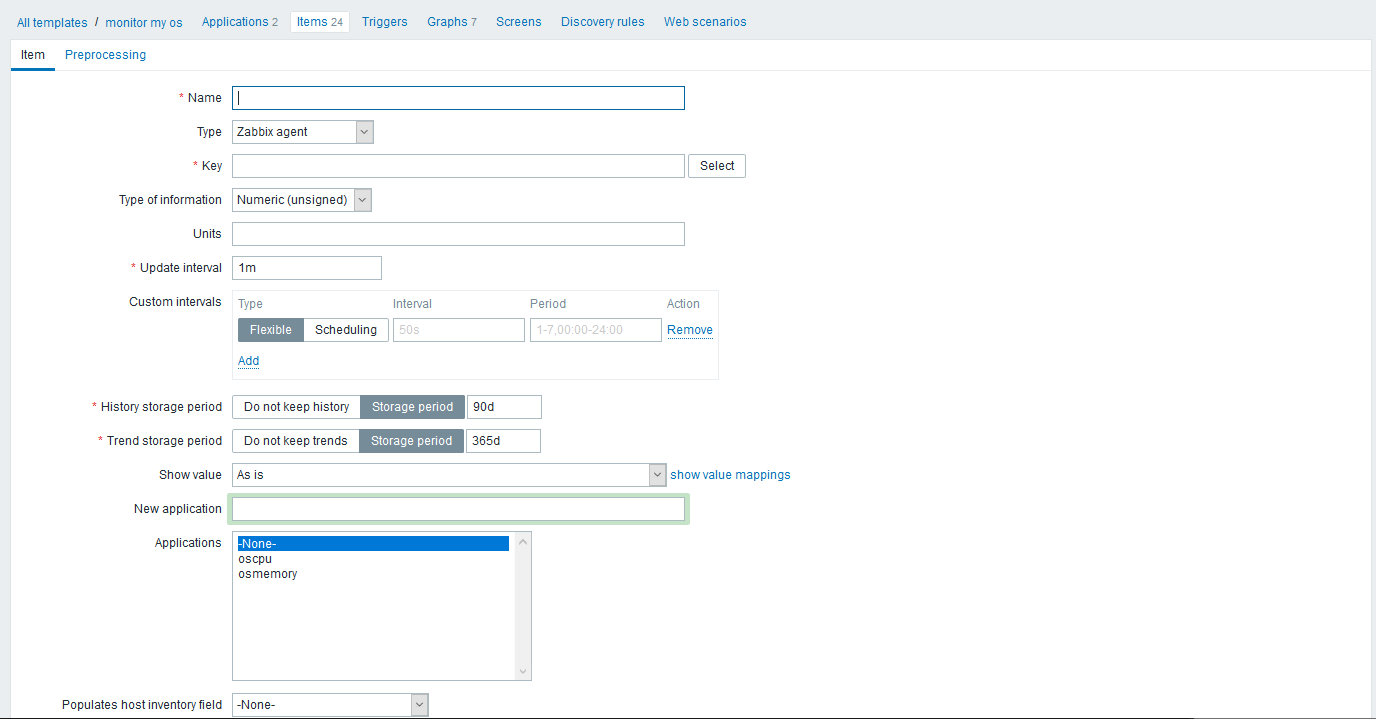 All templates / monitor my os Applications 2 Items 24 Triggers Graphs 7 Screens Discovery rules Web scenarios
Item Preprocessing
* Name
Type Zabbix agent
* Key Select
Type of information Numeric (unsigned)
Units
* Update interval 1m
Custom intervals Type Interval Period Action
Flexible Scheduling 50s 1-7,00:00-24:00 Remove
Add
* History storage period Do not keep history Storage period 90d
* Trend storage period Do not keep trends Storage period 365d
Show value As is show value mappings
New application
Applications -None-
oscpu
osmemory
Populates host inventory field -None-